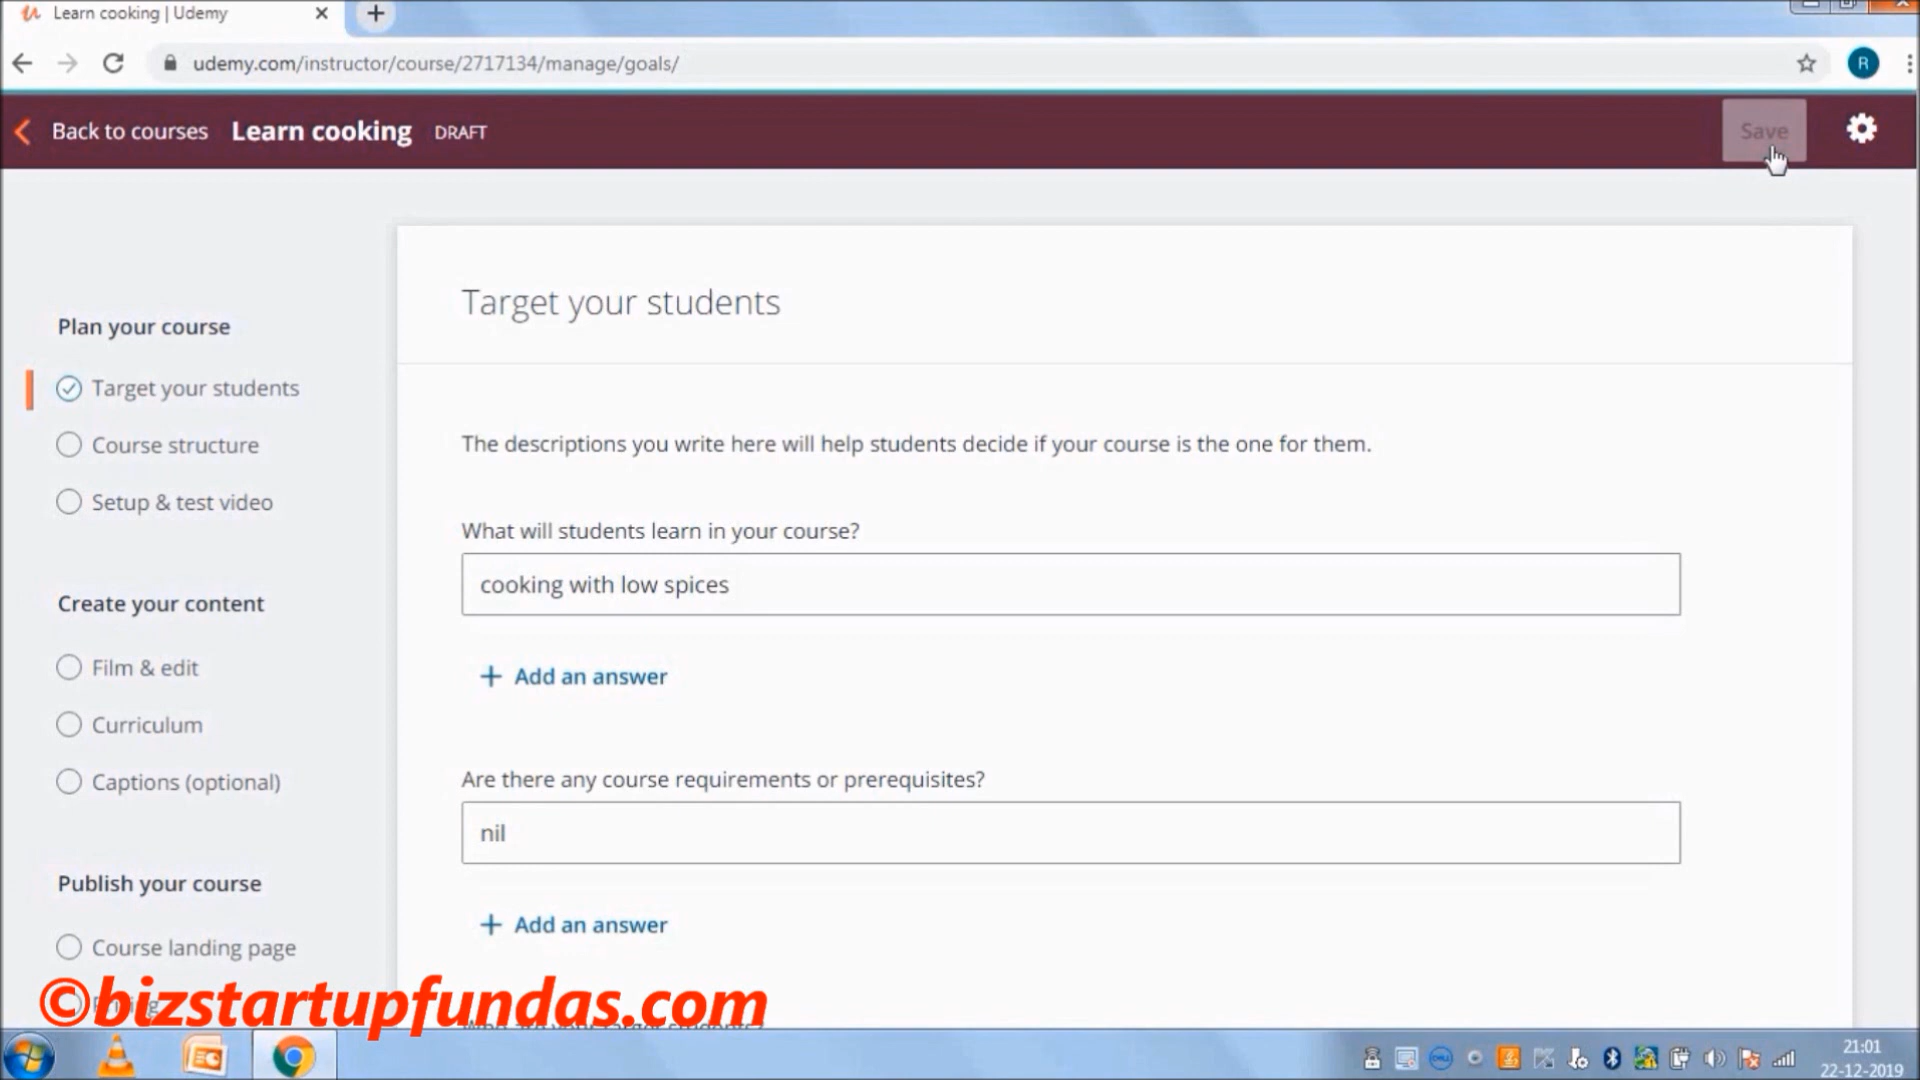 Learn cooking | Udemy
udemy.com/instructor/course/2717134/manage/goals/
R
Back to courses Learn cooking DRAFT
Save
Plan your course
Target your students
Course structure
Setup & test video
Create your content
Film & edit
Curriculum
Captions (optional)
Publish your course
Course landing page
Target your students
The descriptions you write here will help students decide if your course is the one for them.
What will students learn in your course?
cooking with low spices
+ Add an answer
Are there any course requirements or prerequisites?
nil
+ Add an answer
©bizstartupfundas.com
21:01
22-12-2019